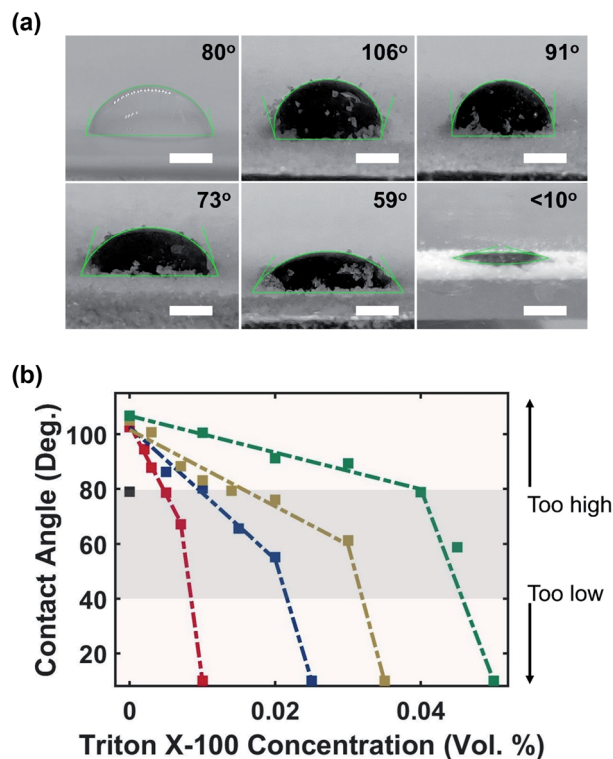 (a)
80°
106°
91°
73°
59°
<10°
(b)
Contact Angle (Deg.)
100
80
60
40
20
0
0.02
0.04
Triton X-100 Concentration (Vol. %)
Too high
Too low